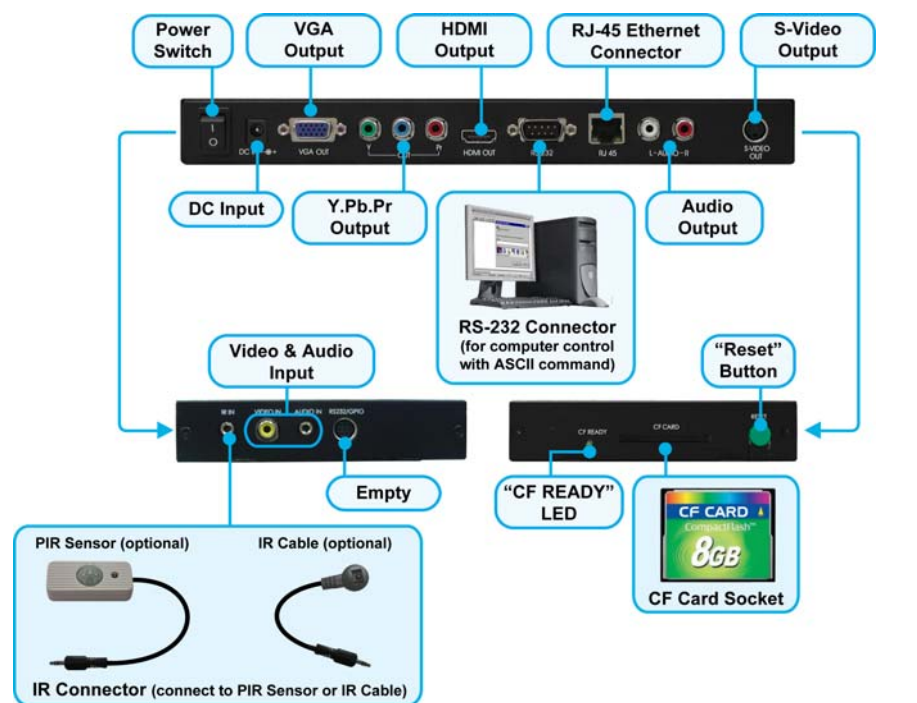 Power
Switch
VGA
Output
HDMI
Output
RJ-45 Ethernet
Connector
S-Video
Output
I
O
DC
VGA OUT
Y
OUT
Pr
HDMI OUT
RJ 45
L-AUDIO-R
S-VIDEO
OUT
DC Input
Y.Pb.Pr
Output
Audio
Output
RS-232 Connector
(for computer control
with ASCII command)
Video & Audio
Input
“Reset”
Button
IR IN
VIDEO IN
AUDIO IN
RS232/GPIO
CF READY
CF CARD
RESET
Empty
“CF READY”
LED
CF CARD
CompactFlash™
8GB
CF Card Socket
PIR Sensor (optional)
IR Cable (optional)
IR Connector (connect to PIR Sensor or IR Cable)